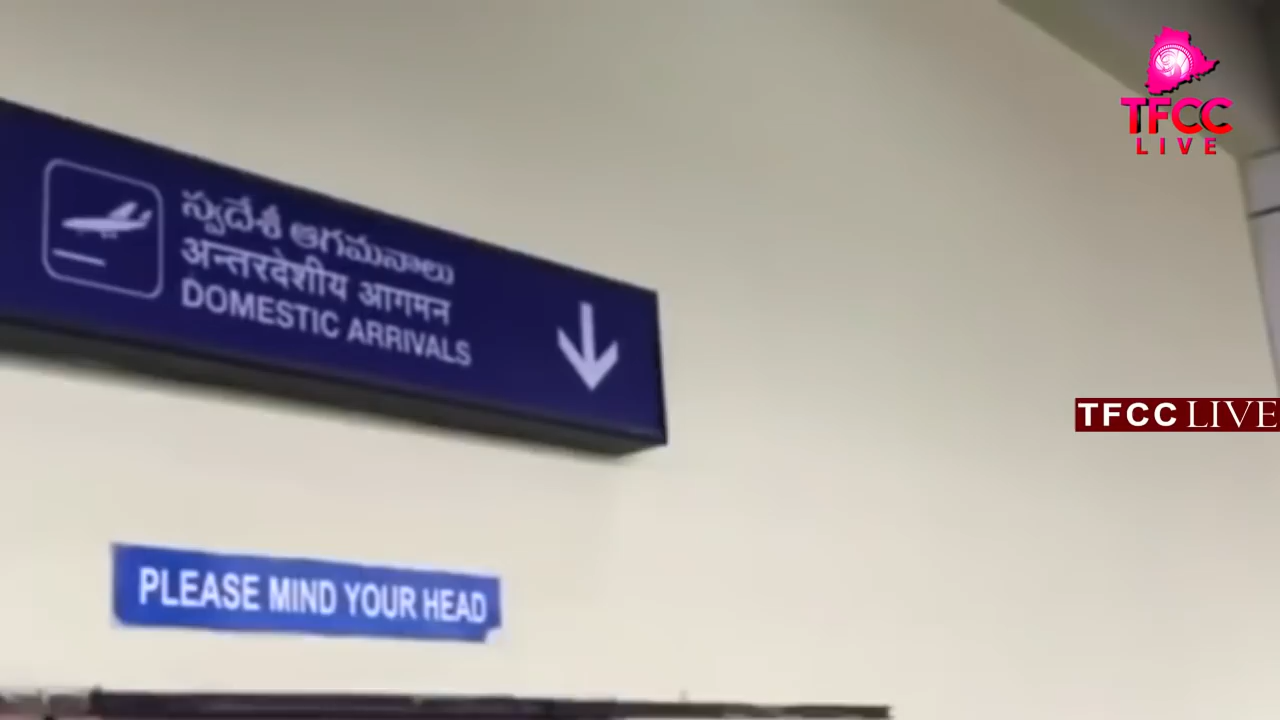 TFCC
LIVE
స్వదేశీ ఆగమనాలు
अन्तरदेशीय आगमन
DOMESTIC ARRIVALS
TFCC LIVE
PLEASE MIND YOUR HEAD